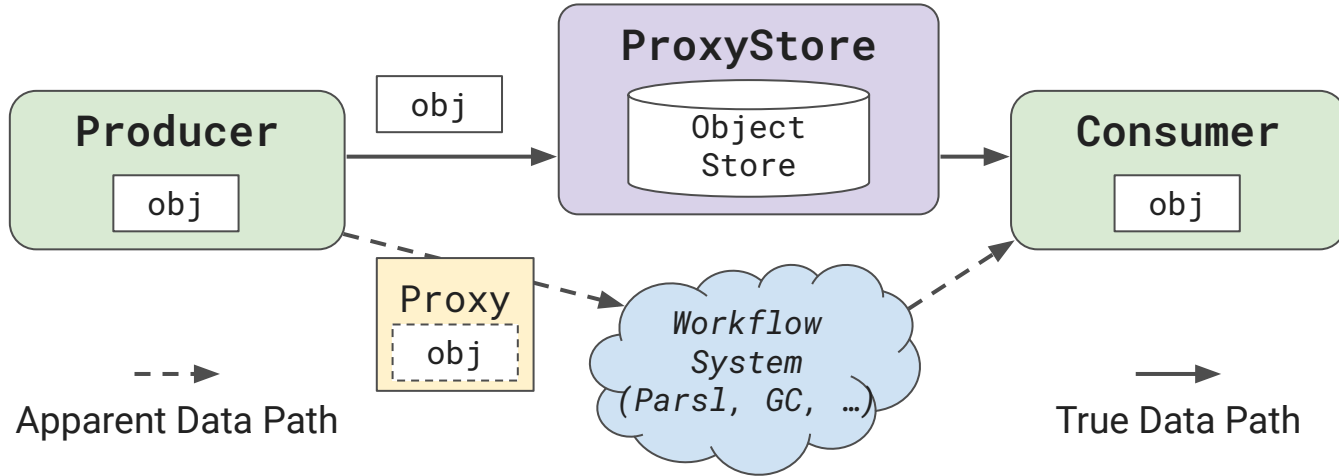 ProxyStore
obj
Object
Store
Producer
obj
Consumer
obj
Proxy
obj
Workflow
System
(Parsl, GC, …)
Apparent Data Path
True Data Path